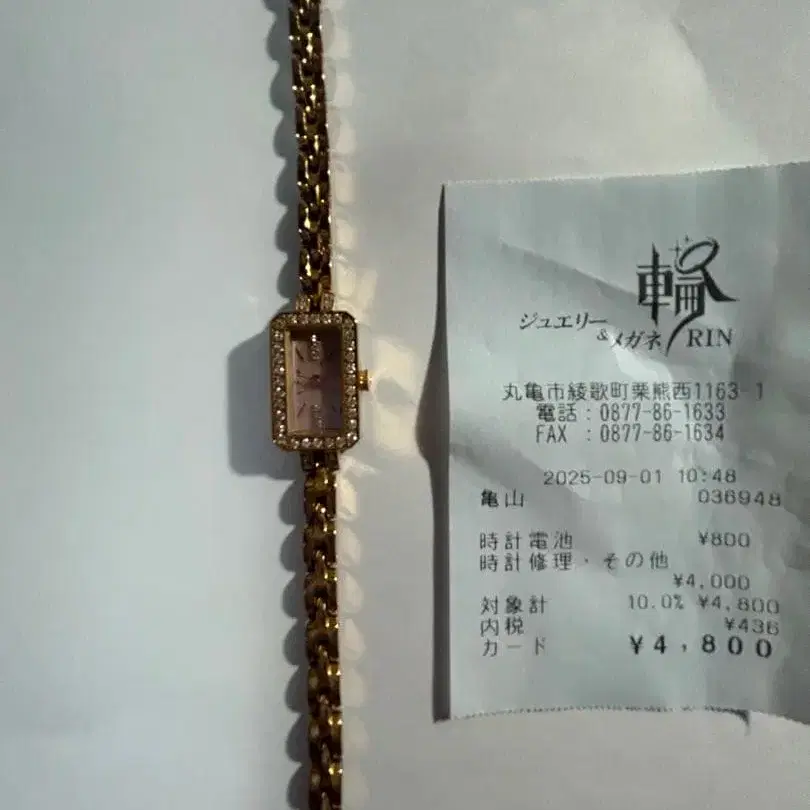 輪
ジュエリー
&メガネ RIN
丸亀市綾歌町栗熊西1163-1
電話:0877-86-1633
FAX :0877-86-1634
2025-09-01 10:48
亀山 036948
時計電池 ¥800
時計修理・その他
¥4,000
対象計 10.0% ¥4,800
内税 ¥436
カード ¥4,800